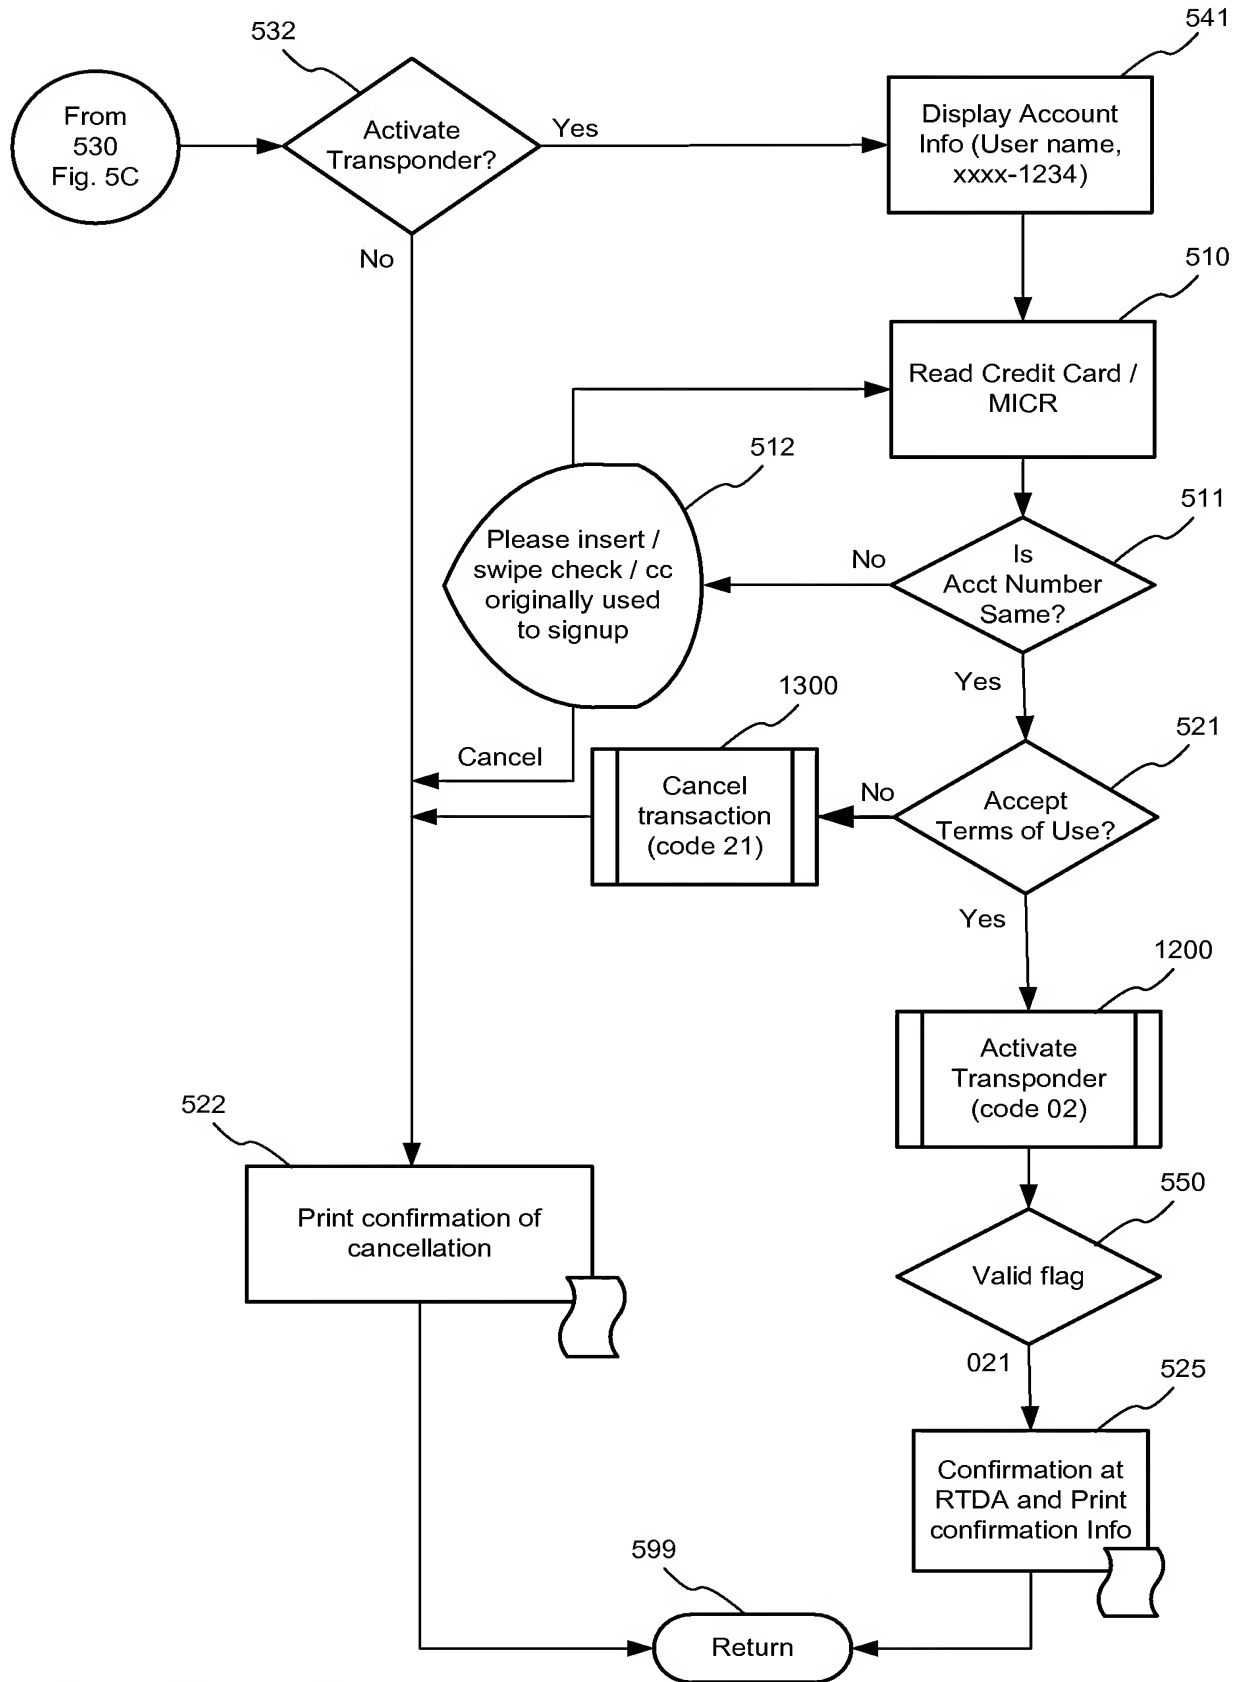 532
541
From
530
Fig. 5C
Activate
Transponder?
Yes
No
Display Account
Info (User name,
xxxx-1234)
510
Read Credit Card /
MICR
512
Please insert /
swipe check / cc
originally used
to signup
511
Is
Acct Number
Same?
No
Yes
Cancel
1300
Cancel
transaction
(code 21)
521
Accept
Terms of Use?
No
Yes
1200
Activate
Transponder
(code 02)
522
Print confirmation of
cancellation
550
Valid flag
021
525
Confirmation at
RTDA and Print
confirmation Info
599
Return